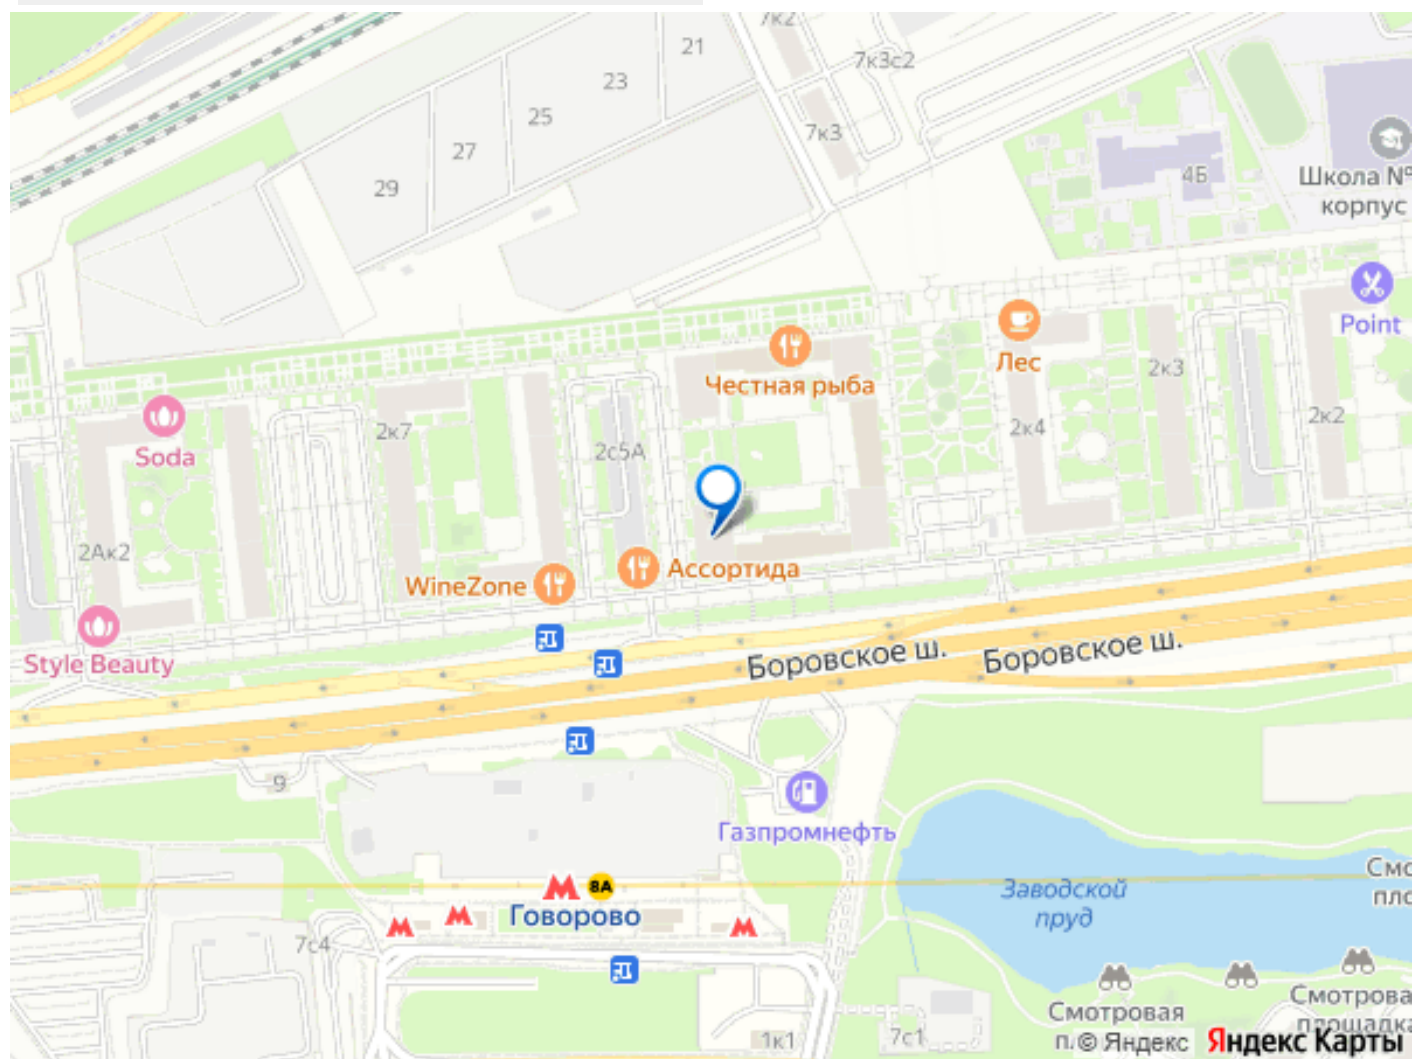 7к2
21
7к3с2
23
25
7к3
27
29
4Б
Школа №
корпус
Point
Лес
Честная рыба
2к3
2к2
2к4
2к7
Soda
2с5А
2Ак2
Ассортида
WineZone
Style Beauty
Боровское ш.
Боровское ш.
9
Газпромнефть
8А
Говорово
Заводской
пруд
7с4
Смотровая
1к1
7с1
© Яндекс
Яндекс Карты